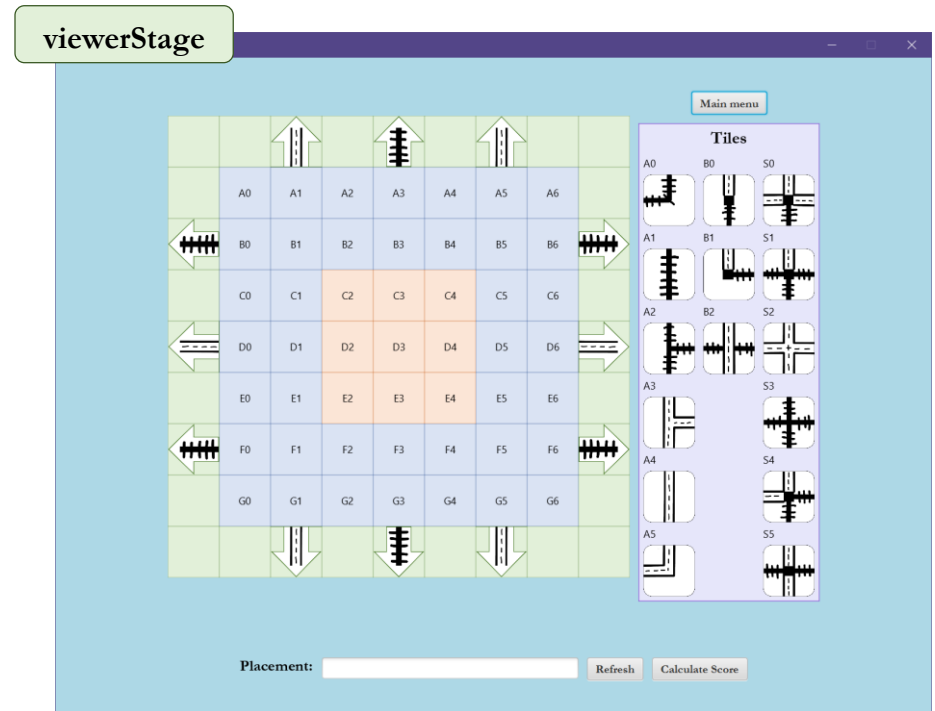 viewerStage
Main menu
Tiles
A0 B0 S0
A1 B1 S1
A2 B2 S2
A3 S3
A4 S4
A5 S5
A0 A1 A2 A3 A4 A5 A6
B0 B1 B2 B3 B4 B5 B6
C0 C1 C2 C3 C4 C5 C6
D0 D1 D2 D3 D4 D5 D6
E0 E1 E2 E3 E4 E5 E6
F0 F1 F2 F3 F4 F5 F6
G0 G1 G2 G3 G4 G5 G6
Placement: Refresh Calculate Score